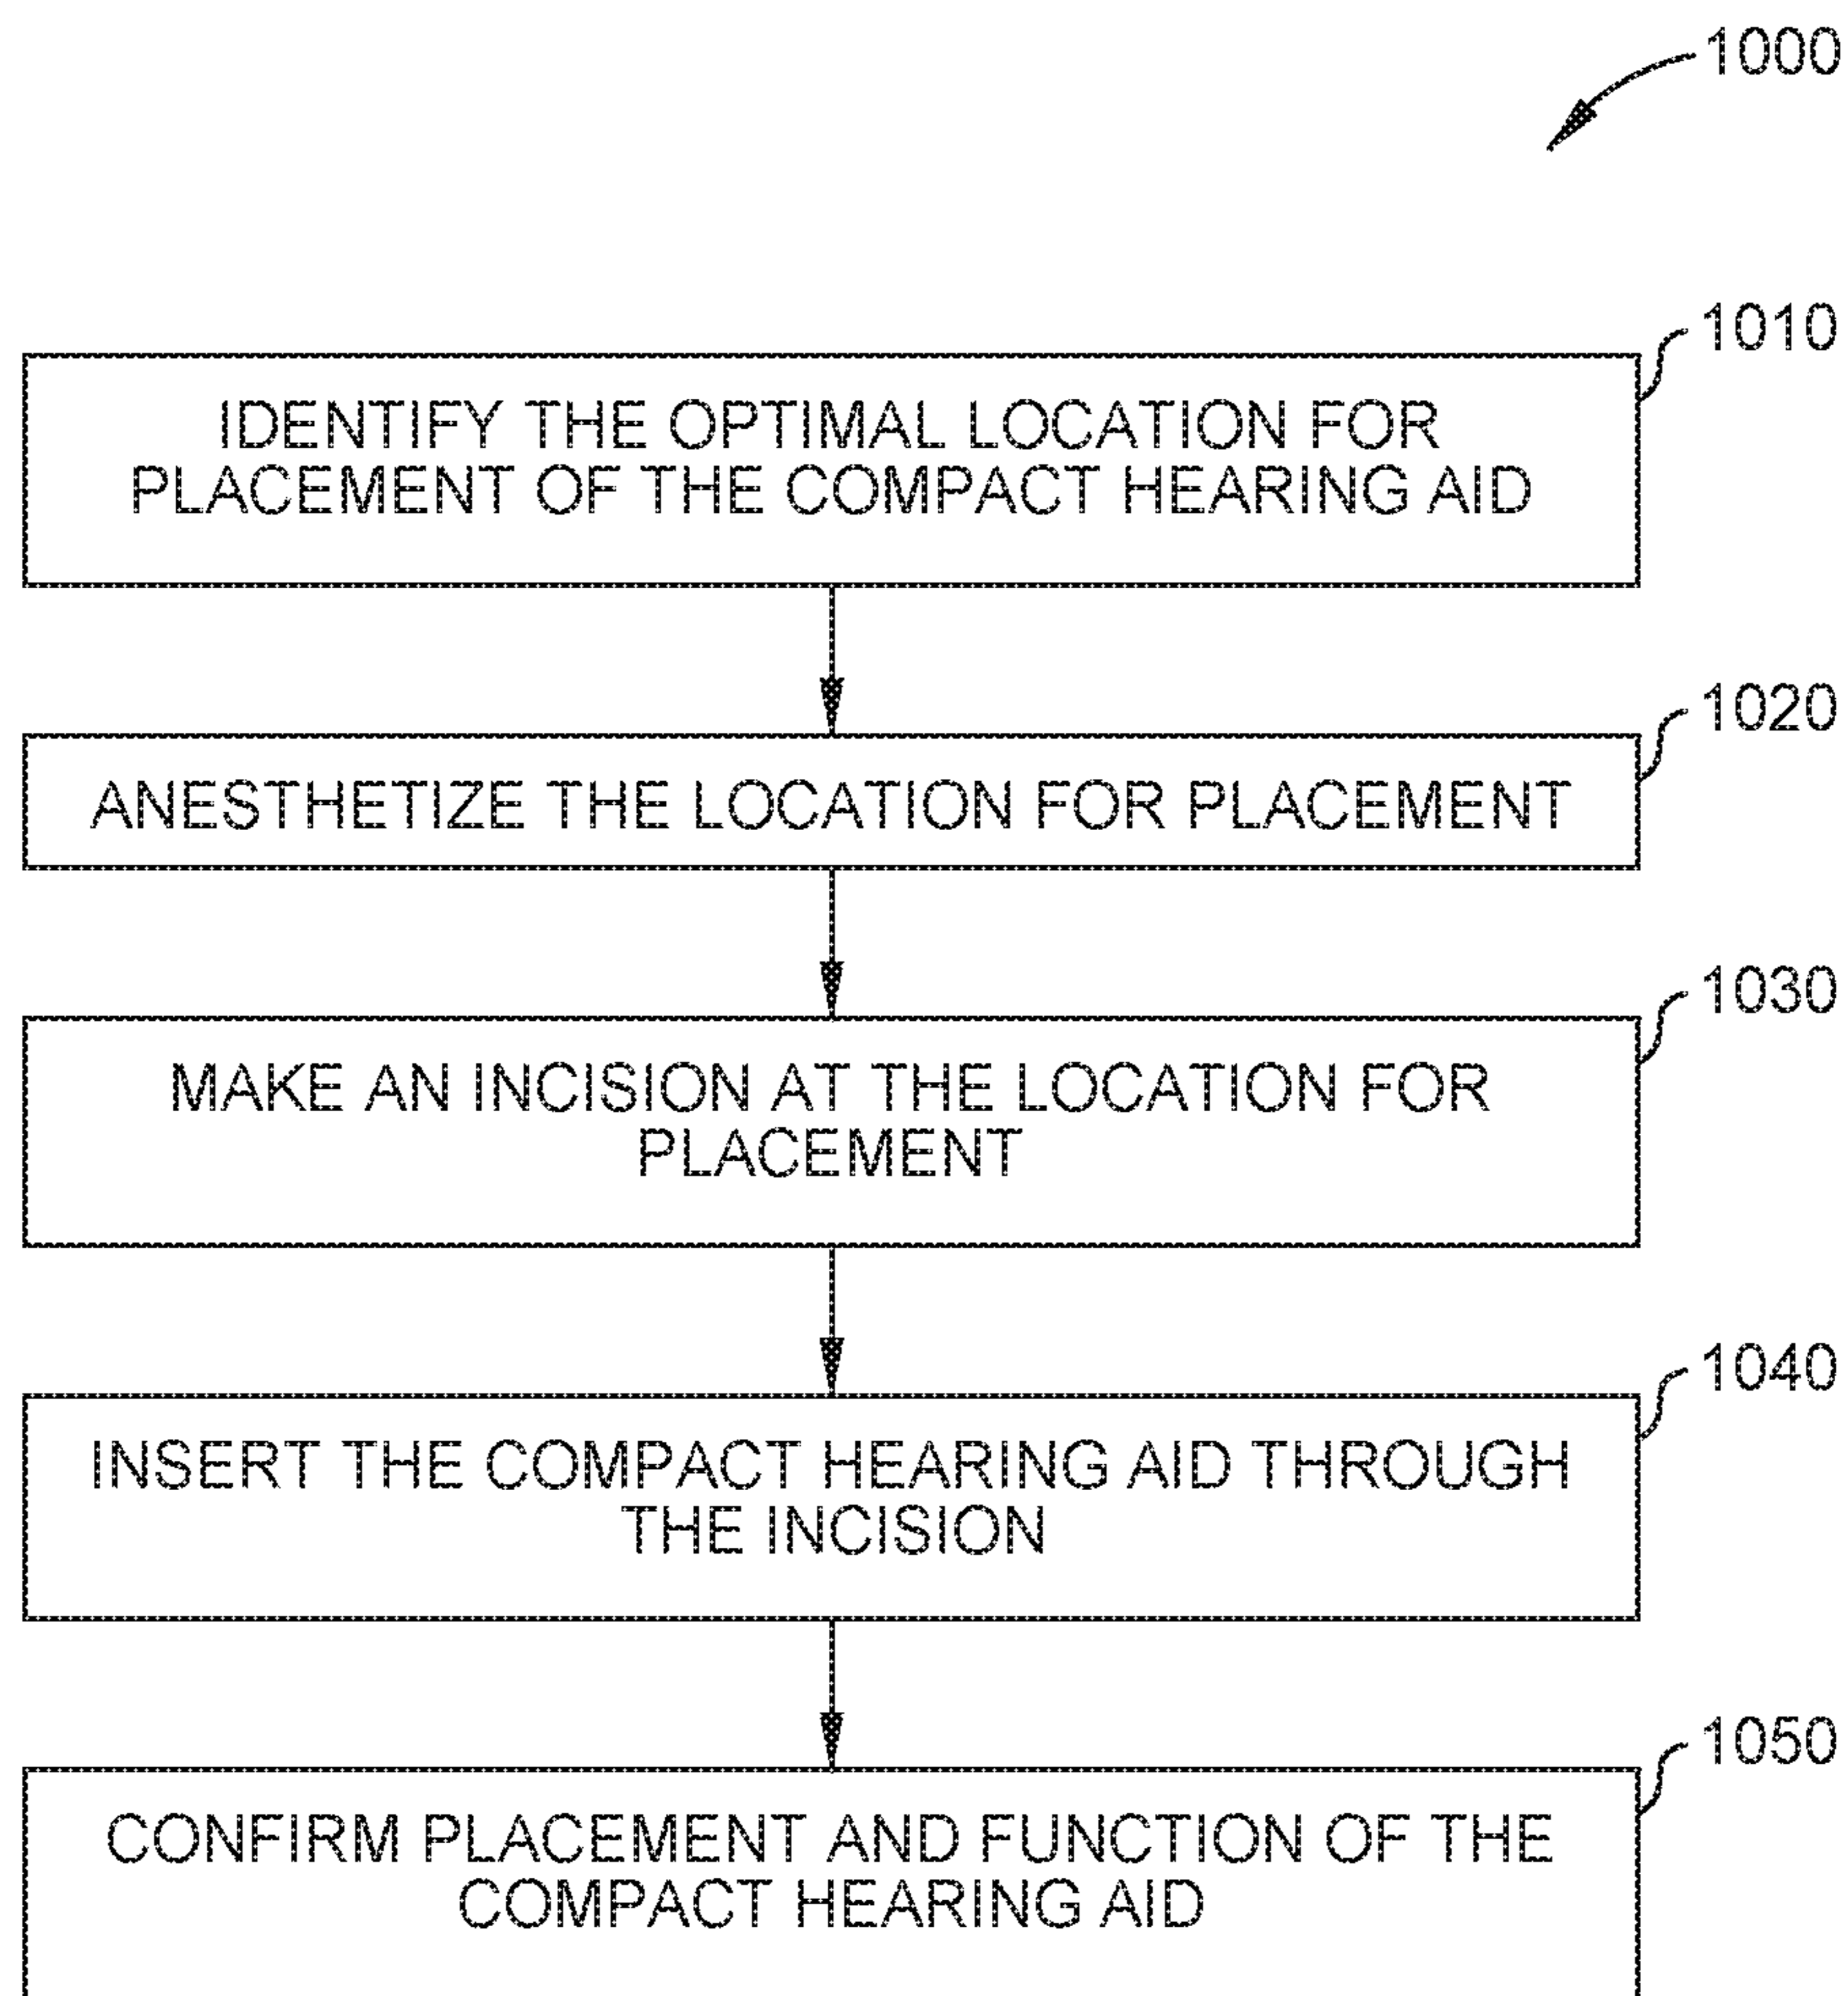 1000
1010
IDENTIFY THE OPTIMAL LOCATION FOR
PLACEMENT OF THE COMPACT HEARING AID
1020
ANESTHETIZE THE LOCATION FOR PLACEMENT
1030
MAKE AN INCISION AT THE LOCATION FOR
PLACEMENT
1040
INSERT THE COMPACT HEARING AID THROUGH
THE INCISION
1050
CONFIRM PLACEMENT AND FUNCTION OF THE
COMPACT HEARING AID